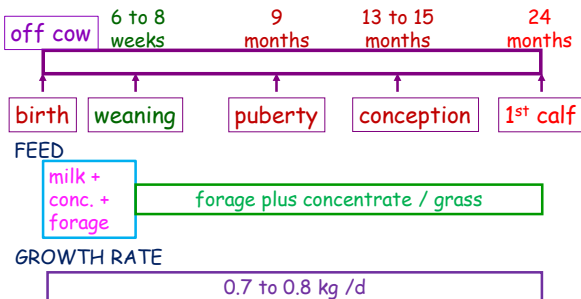 off cow
6 to 8
weeks
9
months
13 to 15
months
24
months
birth
weaning
puberty
conception
1st calf
FEED
milk +
conc. +
forage
forage plus concentrate / grass
GROWTH RATE
0.7 to 0.8 kg /d